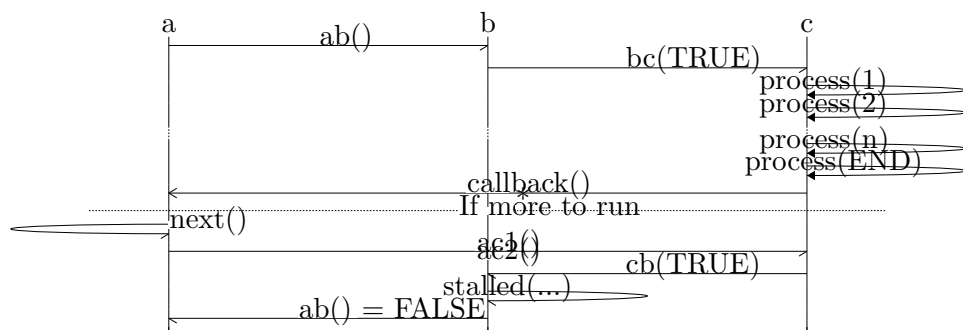 a b c
ab()
bc(TRUE)
process(1)
process(2)
process(n)
process(END)
callback()
If more to run
next()
ac1()
ac2()
cb(TRUE)
stalled(...)
ab() = FALSE